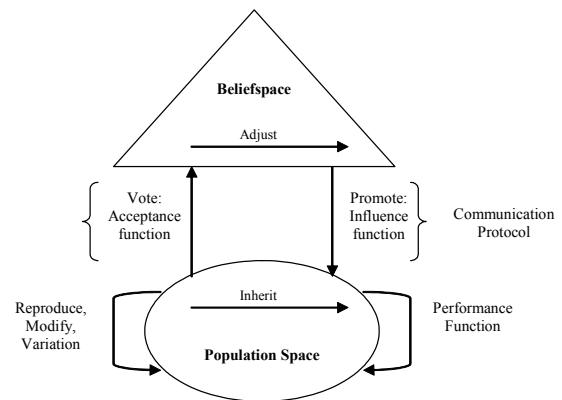 Beliefspace
Adjust
Vote:
Acceptance
function
Promote:
Influence
function
Communication
Protocol
Inherit
Reproduce,
Modify,
Variation
Performance
Function
Population Space